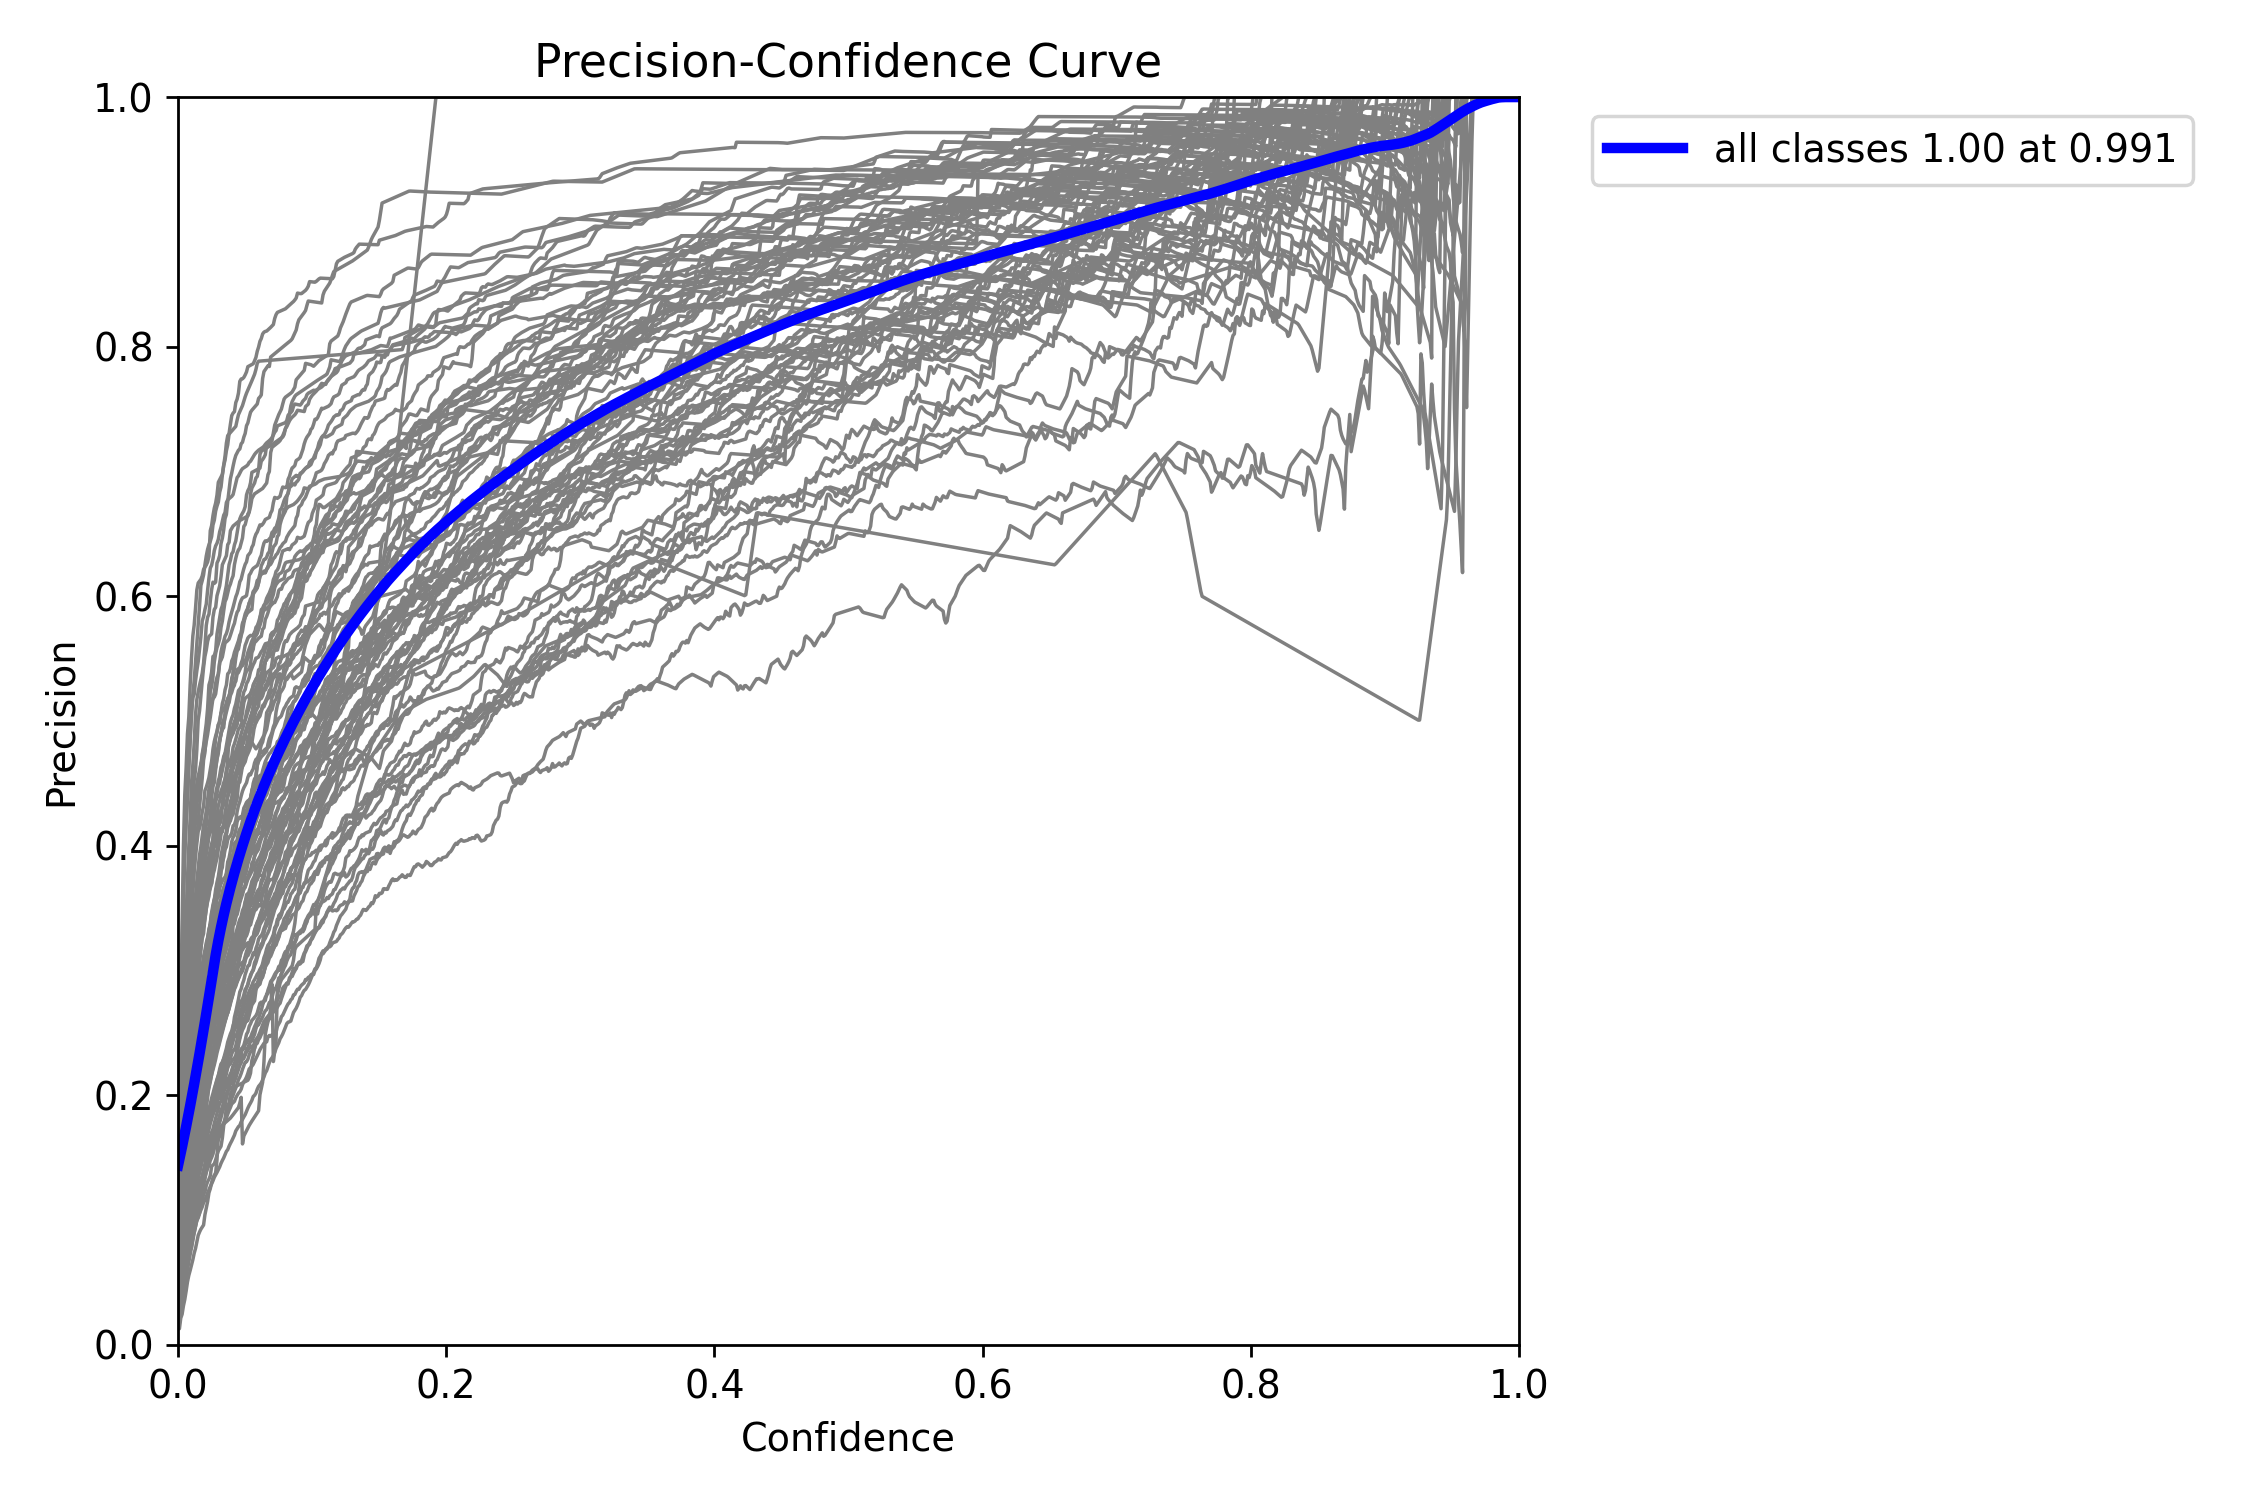 Precision-Confidence Curve
1.0
0.8
0.6
0.4
0.2
0.0
Precision
0.0 0.2 0.4 0.6 0.8 1.0
Confidence
all classes 1.00 at 0.991